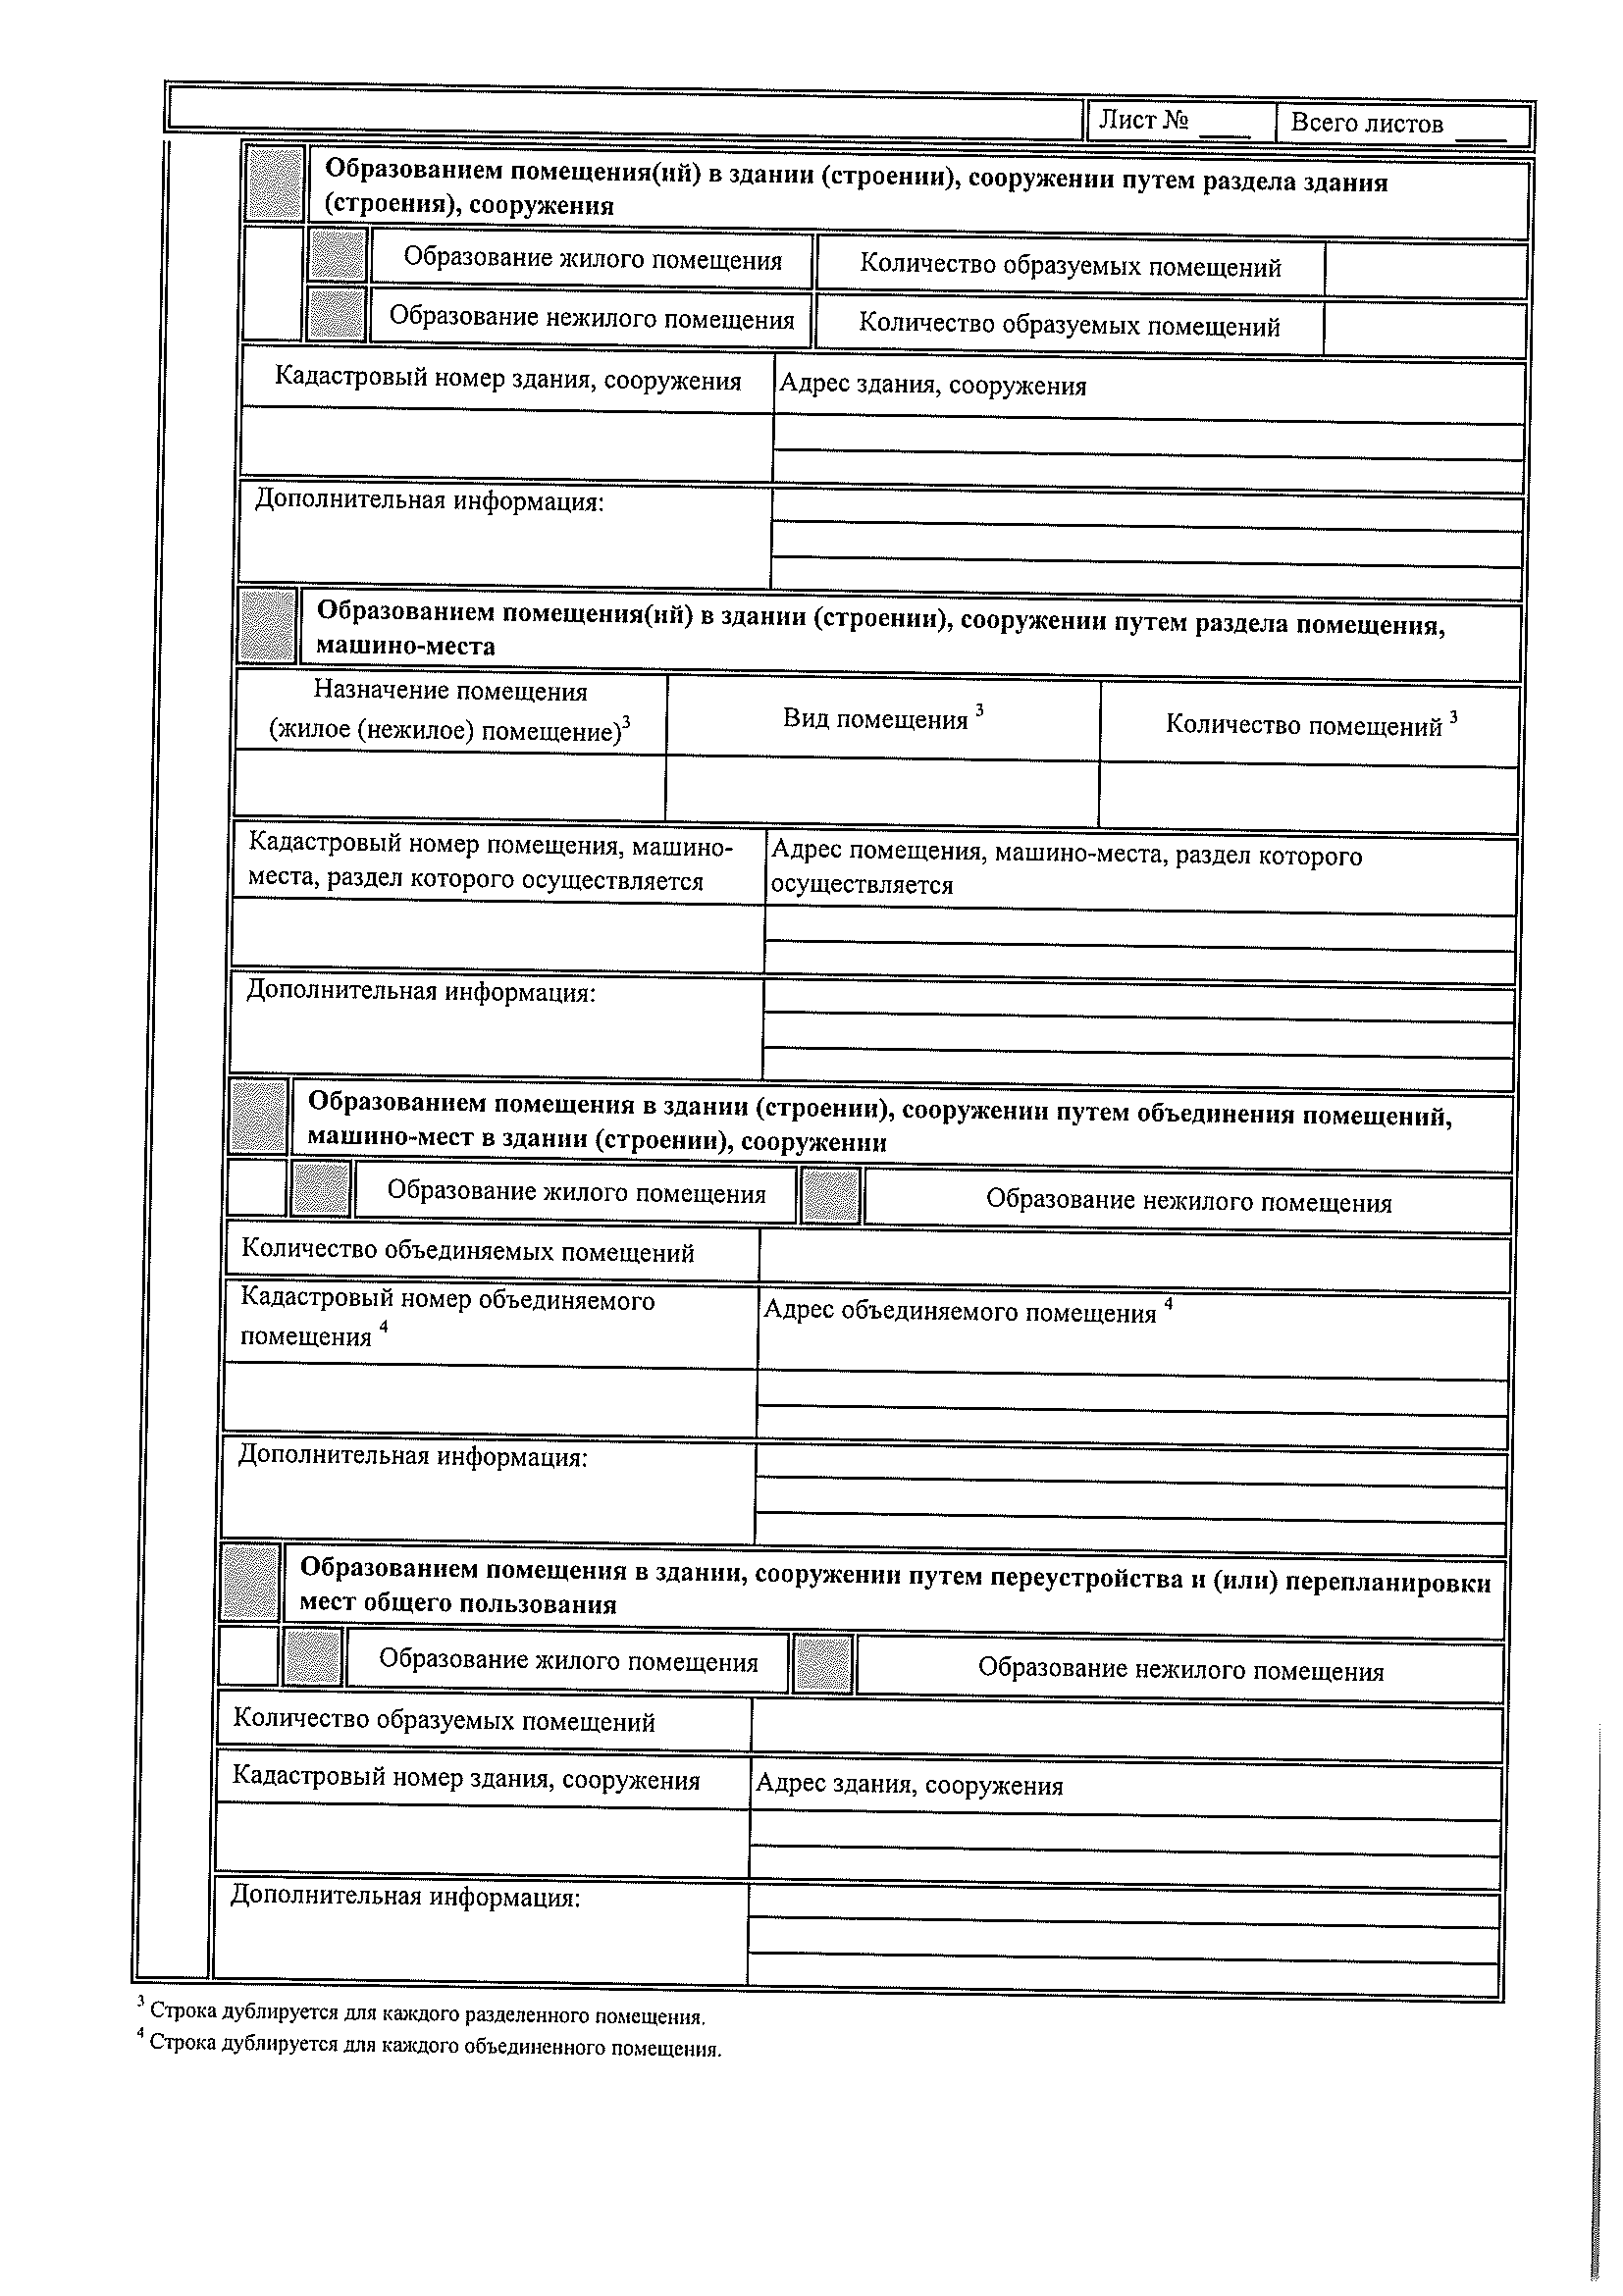 Лист № ____ Всего листов ____
Образованием помещения(ий) в здании (строении), сооружении путем раздела здания
(строения), сооружения
Образование жилого помещения Количество образуемых помещений
Образование нежилого помещения Количество образуемых помещений
Кадастровый номер здания, сооружения Адрес здания, сооружения
Дополнительная информация:
Образованием помещения(ий) в здании (строении), сооружении путем раздела помещения,
машино-места
Назначение помещения
(жилое (нежилое) помещение)3 Вид помещения 3 Количество помещений 3
Кадастровый номер помещения, машино-
места, раздел которого осуществляется
Адрес помещения, машино-места, раздел которого
осуществляется
Дополнительная информация:
Образованием помещения в здании (строении), сооружении путем объединения помещений,
машино-мест в здании (строении), сооружении
Образование жилого помещения Образование нежилого помещения
Количество объединяемых помещений
Кадастровый номер объединяемого
помещения 4
Адрес объединяемого помещения 4
Дополнительная информация:
Образованием помещения в здании, сооружении путем переустройства и (или) перепланировки
мест общего пользования
Образование жилого помещения Образование нежилого помещения
Количество образуемых помещений
Кадастровый номер здания, сооружения Адрес здания, сооружения
Дополнительная информация:
3 Строка дублируется для каждого разделенного помещения.
4 Строка дублируется для каждого объединенного помещения.